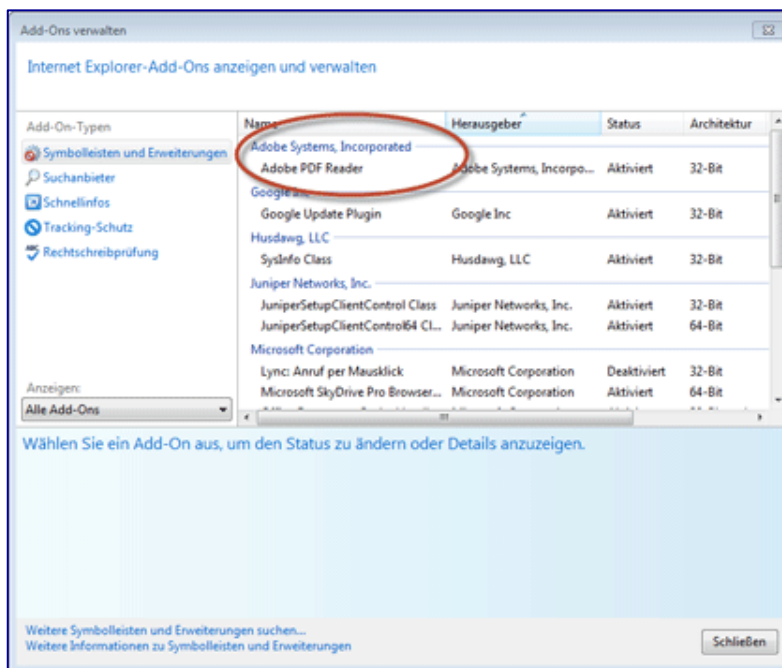 Add-Ons verwalten
Internet Explorer-Add-Ons anzeigen und verwalten
Add-On-Typen
Symbolleisten und Erweiterungen
Suchanbieter
Schnellinfos
Tracking-Schutz
Rechtschreibprüfung
Anzeigen:
Alle Add-Ons
Name Herausgeber Status Architektur
Adobe Systems, Incorporated
Adobe PDF Reader Adobe Systems, Incorpo... Aktiviert 32-Bit
Google Inc
Google Update Plugin Google Inc Aktiviert 32-Bit
Husdawg, LLC
SysInfo Class Husdawg, LLC Aktiviert 32-Bit
Juniper Networks, Inc.
JuniperSetupClientControl Class Juniper Networks, Inc. Aktiviert 32-Bit
JuniperSetupClientControl64 Cl... Juniper Networks, Inc. Aktiviert 64-Bit
Microsoft Corporation
Lync: Anruf per Mausklick Microsoft Corporation Deaktiviert 32-Bit
Microsoft SkyDrive Pro Browser... Microsoft Corporation Aktiviert 64-Bit
Wählen Sie ein Add-On aus, um den Status zu ändern oder Details anzuzeigen.
Weitere Symbolleisten und Erweiterungen suchen...
Weitere Informationen zu Symbolleisten und Erweiterungen
Schließen